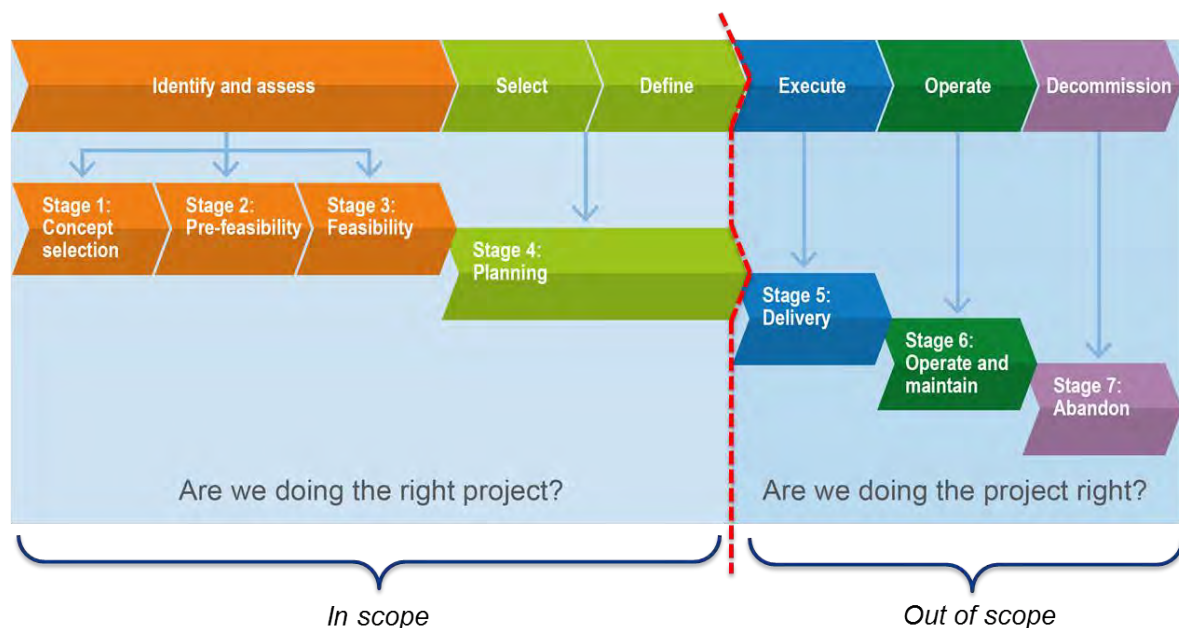 Identify and assess
Select
Define
Execute
Operate
Decommission
Stage 1:
Concept
selection
Stage 2:
Pre-feasibility
Stage 3:
Feasibility
Stage 4:
Planning
Stage 5:
Delivery
Stage 6:
Operate and
maintain
Stage 7:
Abandon
Are we doing the right project?
Are we doing the project right?
In scope
Out of scope